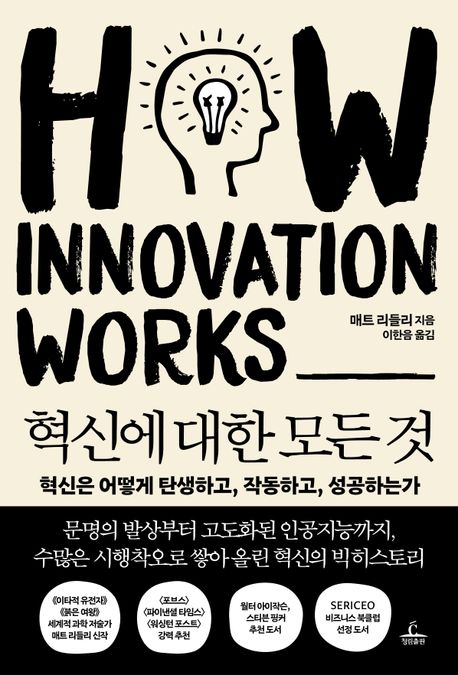 HOW
INNOVATION
WORKS
매트 리들리 지음
이한음 옮김
혁신에 대한 모든 것
혁신은 어떻게 탄생하고, 작동하고, 성공하는가
문명의 발상부터 고도화된 인공지능까지,
수많은 시행착오로 쌓아 올린 혁신의 빅히스토리
《이타적 유전자》
《붉은 여왕》
세계적 과학 저술가
매트 리들리 신작
〈포브스〉
〈파이낸셜 타임스〉
〈워싱턴 포스트〉
강력 추천
월터 아이작슨,
스티븐 핑커
추천 도서
SERICEO
비즈니스 북클럽
선정 도서
청림출판